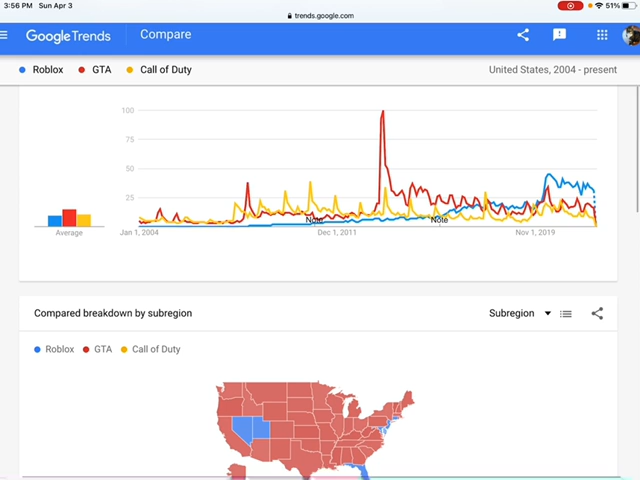 3:56 PM Sun Apr 3
51%
trends.google.com
Google Trends
Compare
Roblox GTA Call of Duty
United States, 2004 - present
100
75
50
25
Note
Note
Average
Jan 1, 2004
Dec 1, 2011
Nov 1, 2019
Compared breakdown by subregion
Subregion
Roblox GTA Call of Duty